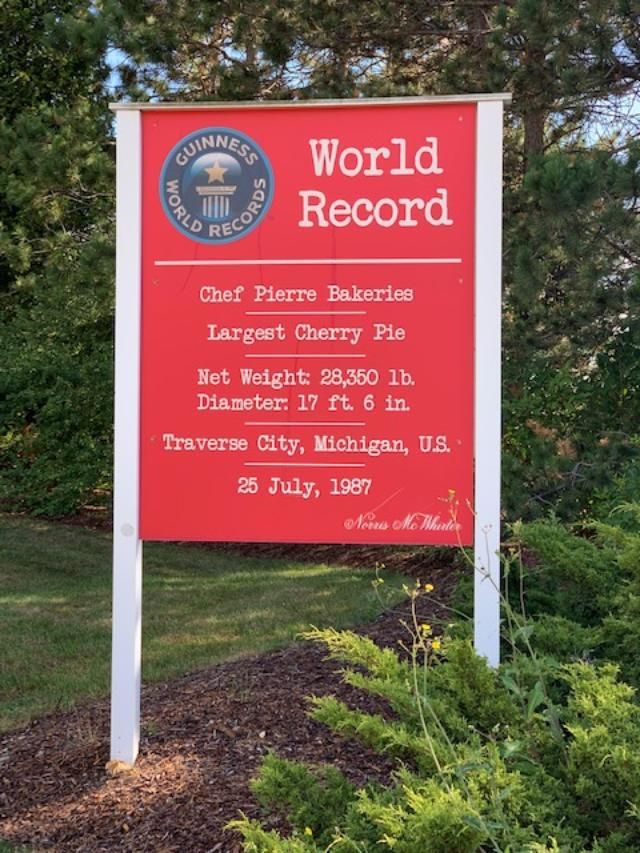 GUINNESS
WORLD RECORDS
World
Record
Chef Pierre Bakeries
Largest Cherry Pie
Net Weight: 28,350 lb.
Diameter: 17 ft. 6 in.
Traverse City, Michigan, U.S.
25 July, 1987
Norris McWhirter